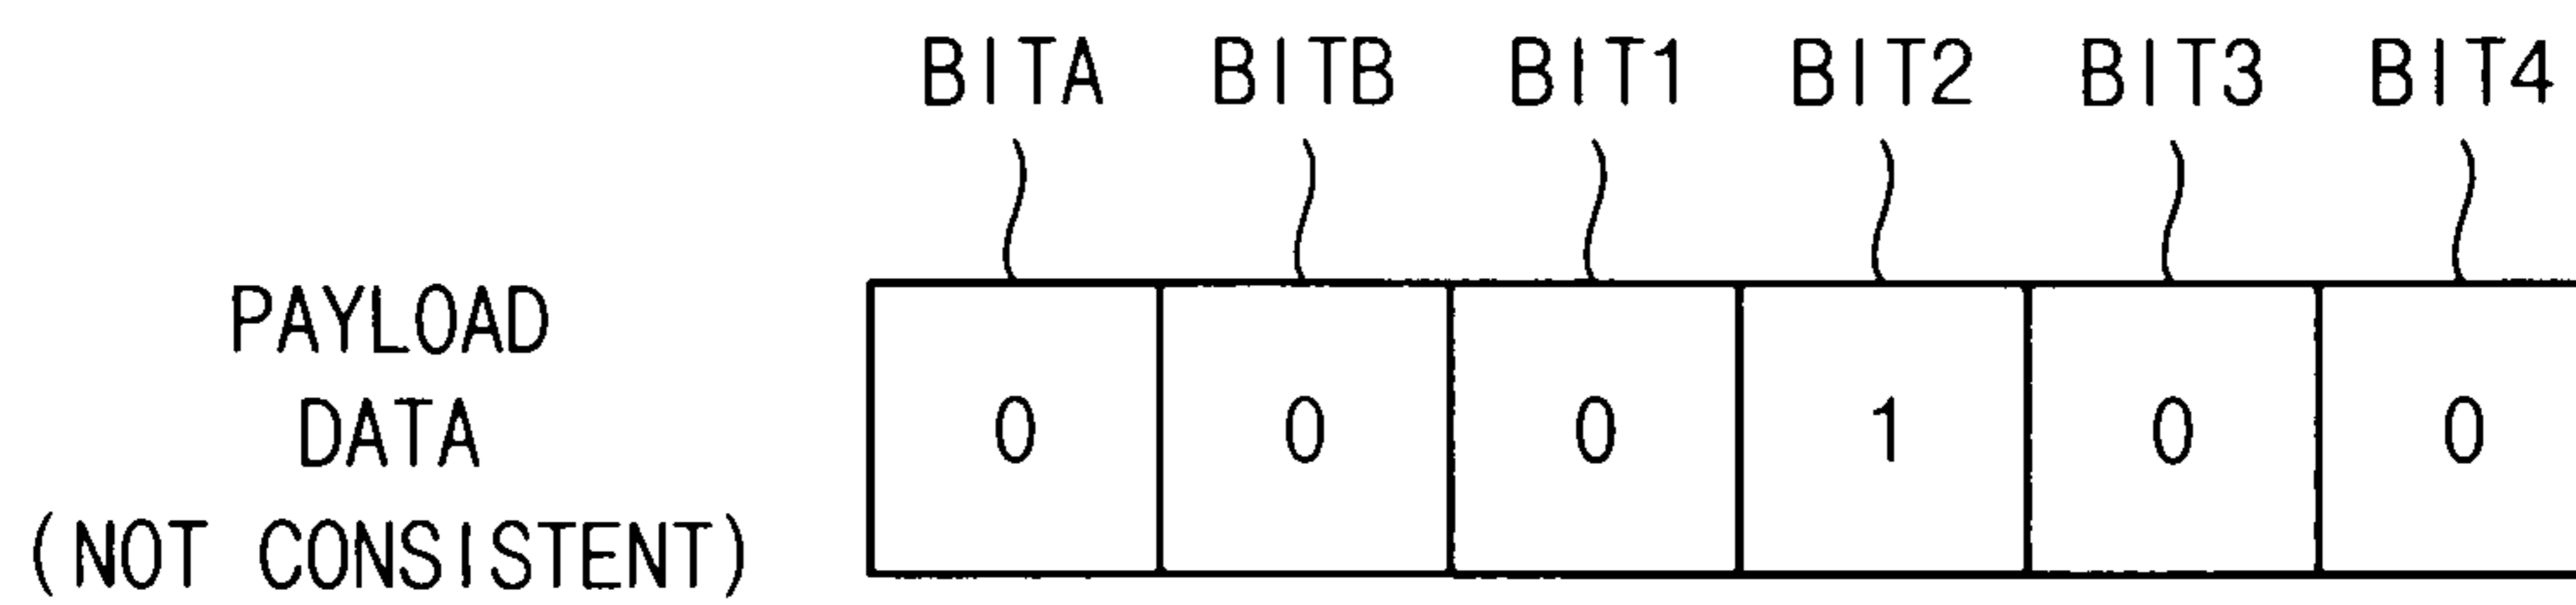 BITA BITB BIT1 BIT2 BIT3 BIT4
PAYLOAD
DATA
(NOT CONSISTENT)
0 0 0 1 0 0